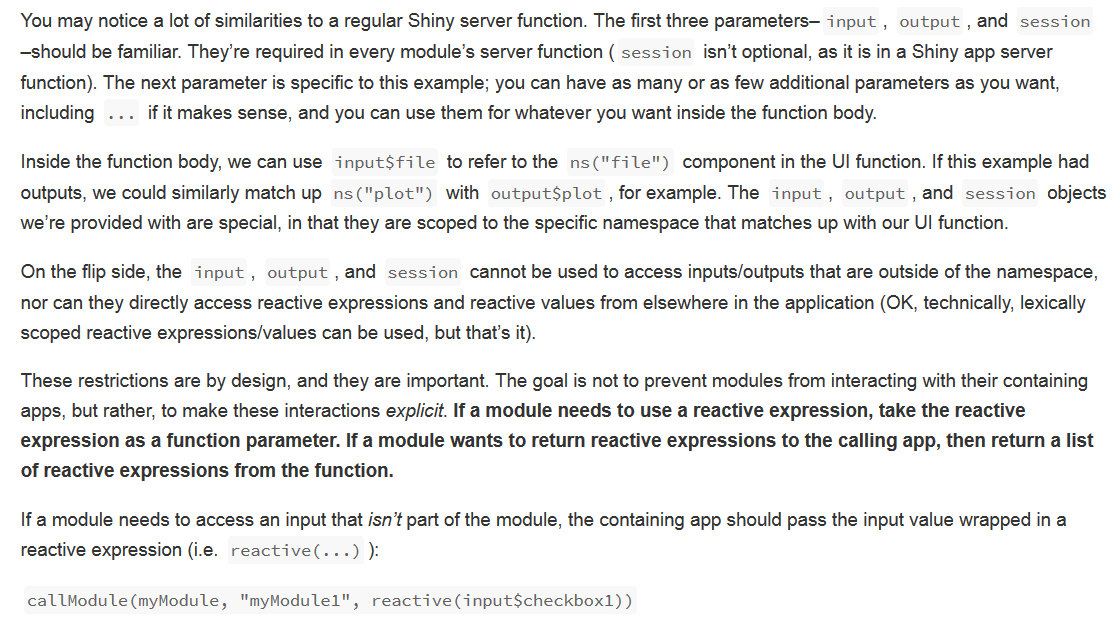 You may notice a lot of similarities to a regular Shiny server function. The first three parameters– input , output , and session
–should be familiar. They’re required in every module’s server function ( session isn’t optional, as it is in a Shiny app server
function). The next parameter is specific to this example; you can have as many or as few additional parameters as you want,
including ... if it makes sense, and you can use them for whatever you want inside the function body.
Inside the function body, we can use input$file to refer to the ns("file") component in the UI function. If this example had
outputs, we could similarly match up ns("plot") with output$plot , for example. The input , output , and session objects
we’re provided with are special, in that they are scoped to the specific namespace that matches up with our UI function.
On the flip side, the input , output , and session cannot be used to access inputs/outputs that are outside of the namespace,
nor can they directly access reactive expressions and reactive values from elsewhere in the application (OK, technically, lexically
scoped reactive expressions/values can be used, but that’s it).
These restrictions are by design, and they are important. The goal is not to prevent modules from interacting with their containing
apps, but rather, to make these interactions explicit. If a module needs to use a reactive expression, take the reactive
expression as a function parameter. If a module wants to return reactive expressions to the calling app, then return a list
of reactive expressions from the function.
If a module needs to access an input that isn’t part of the module, the containing app should pass the input value wrapped in a
reactive expression (i.e. reactive(...) ):
callModule(myModule, "myModule1", reactive(input$checkbox1))